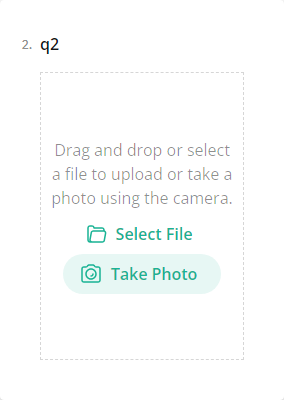 2. q2
Drag and drop or select
a file to upload or take a
photo using the camera.
Select File
Take Photo